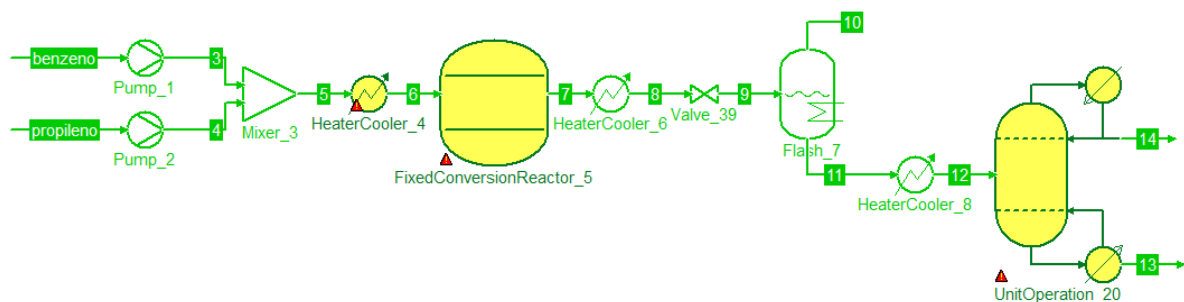 10
benzeno
3
Pump_1
5
6
7
8
9
Mixer_3
HeaterCooler_4
HeaterCooler_6
Valve_39
propileno
4
Pump_2
FixedConversionReactor_5
Flash_7
14
11
12
HeaterCooler_8
13
UnitOperation_20